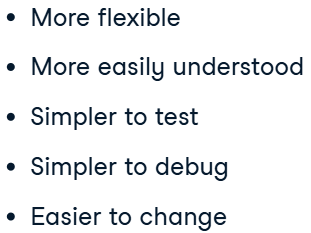 • More flexible
• More easily understood
• Simpler to test
• Simpler to debug
• Easier to change